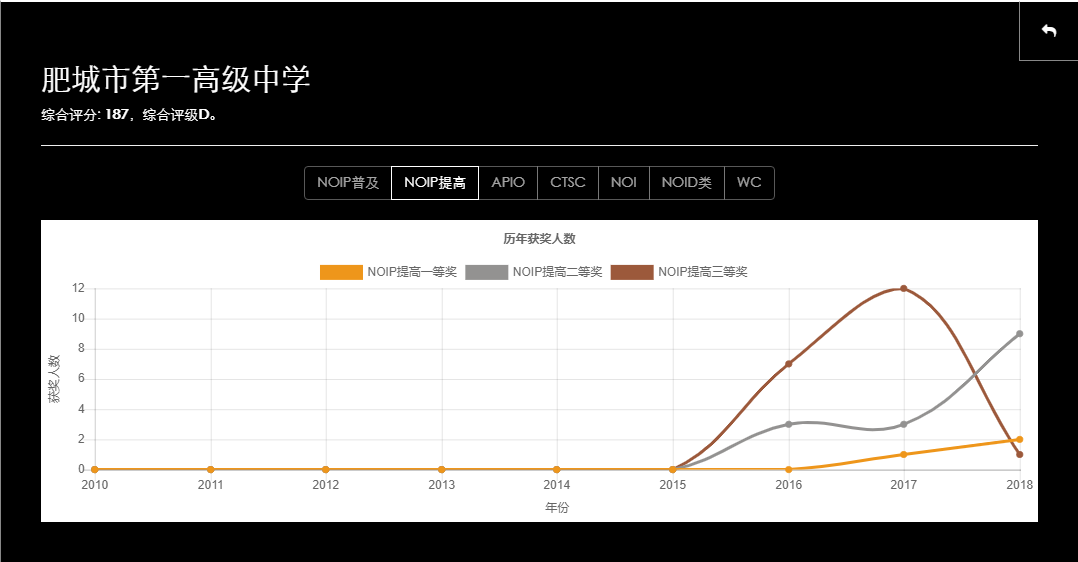 肥城市第一高级中学
综合评分: 187，综合评级D。
NOIP普及 NOIP提高 APIO CTSC NOI NOID类 WC
历年获奖人数
NOIP提高一等奖 NOIP提高二等奖 NOIP提高三等奖
12
10
8
6
4
2
0
获奖人数
2010 2011 2012 2013 2014 2015 2016 2017 2018
年份